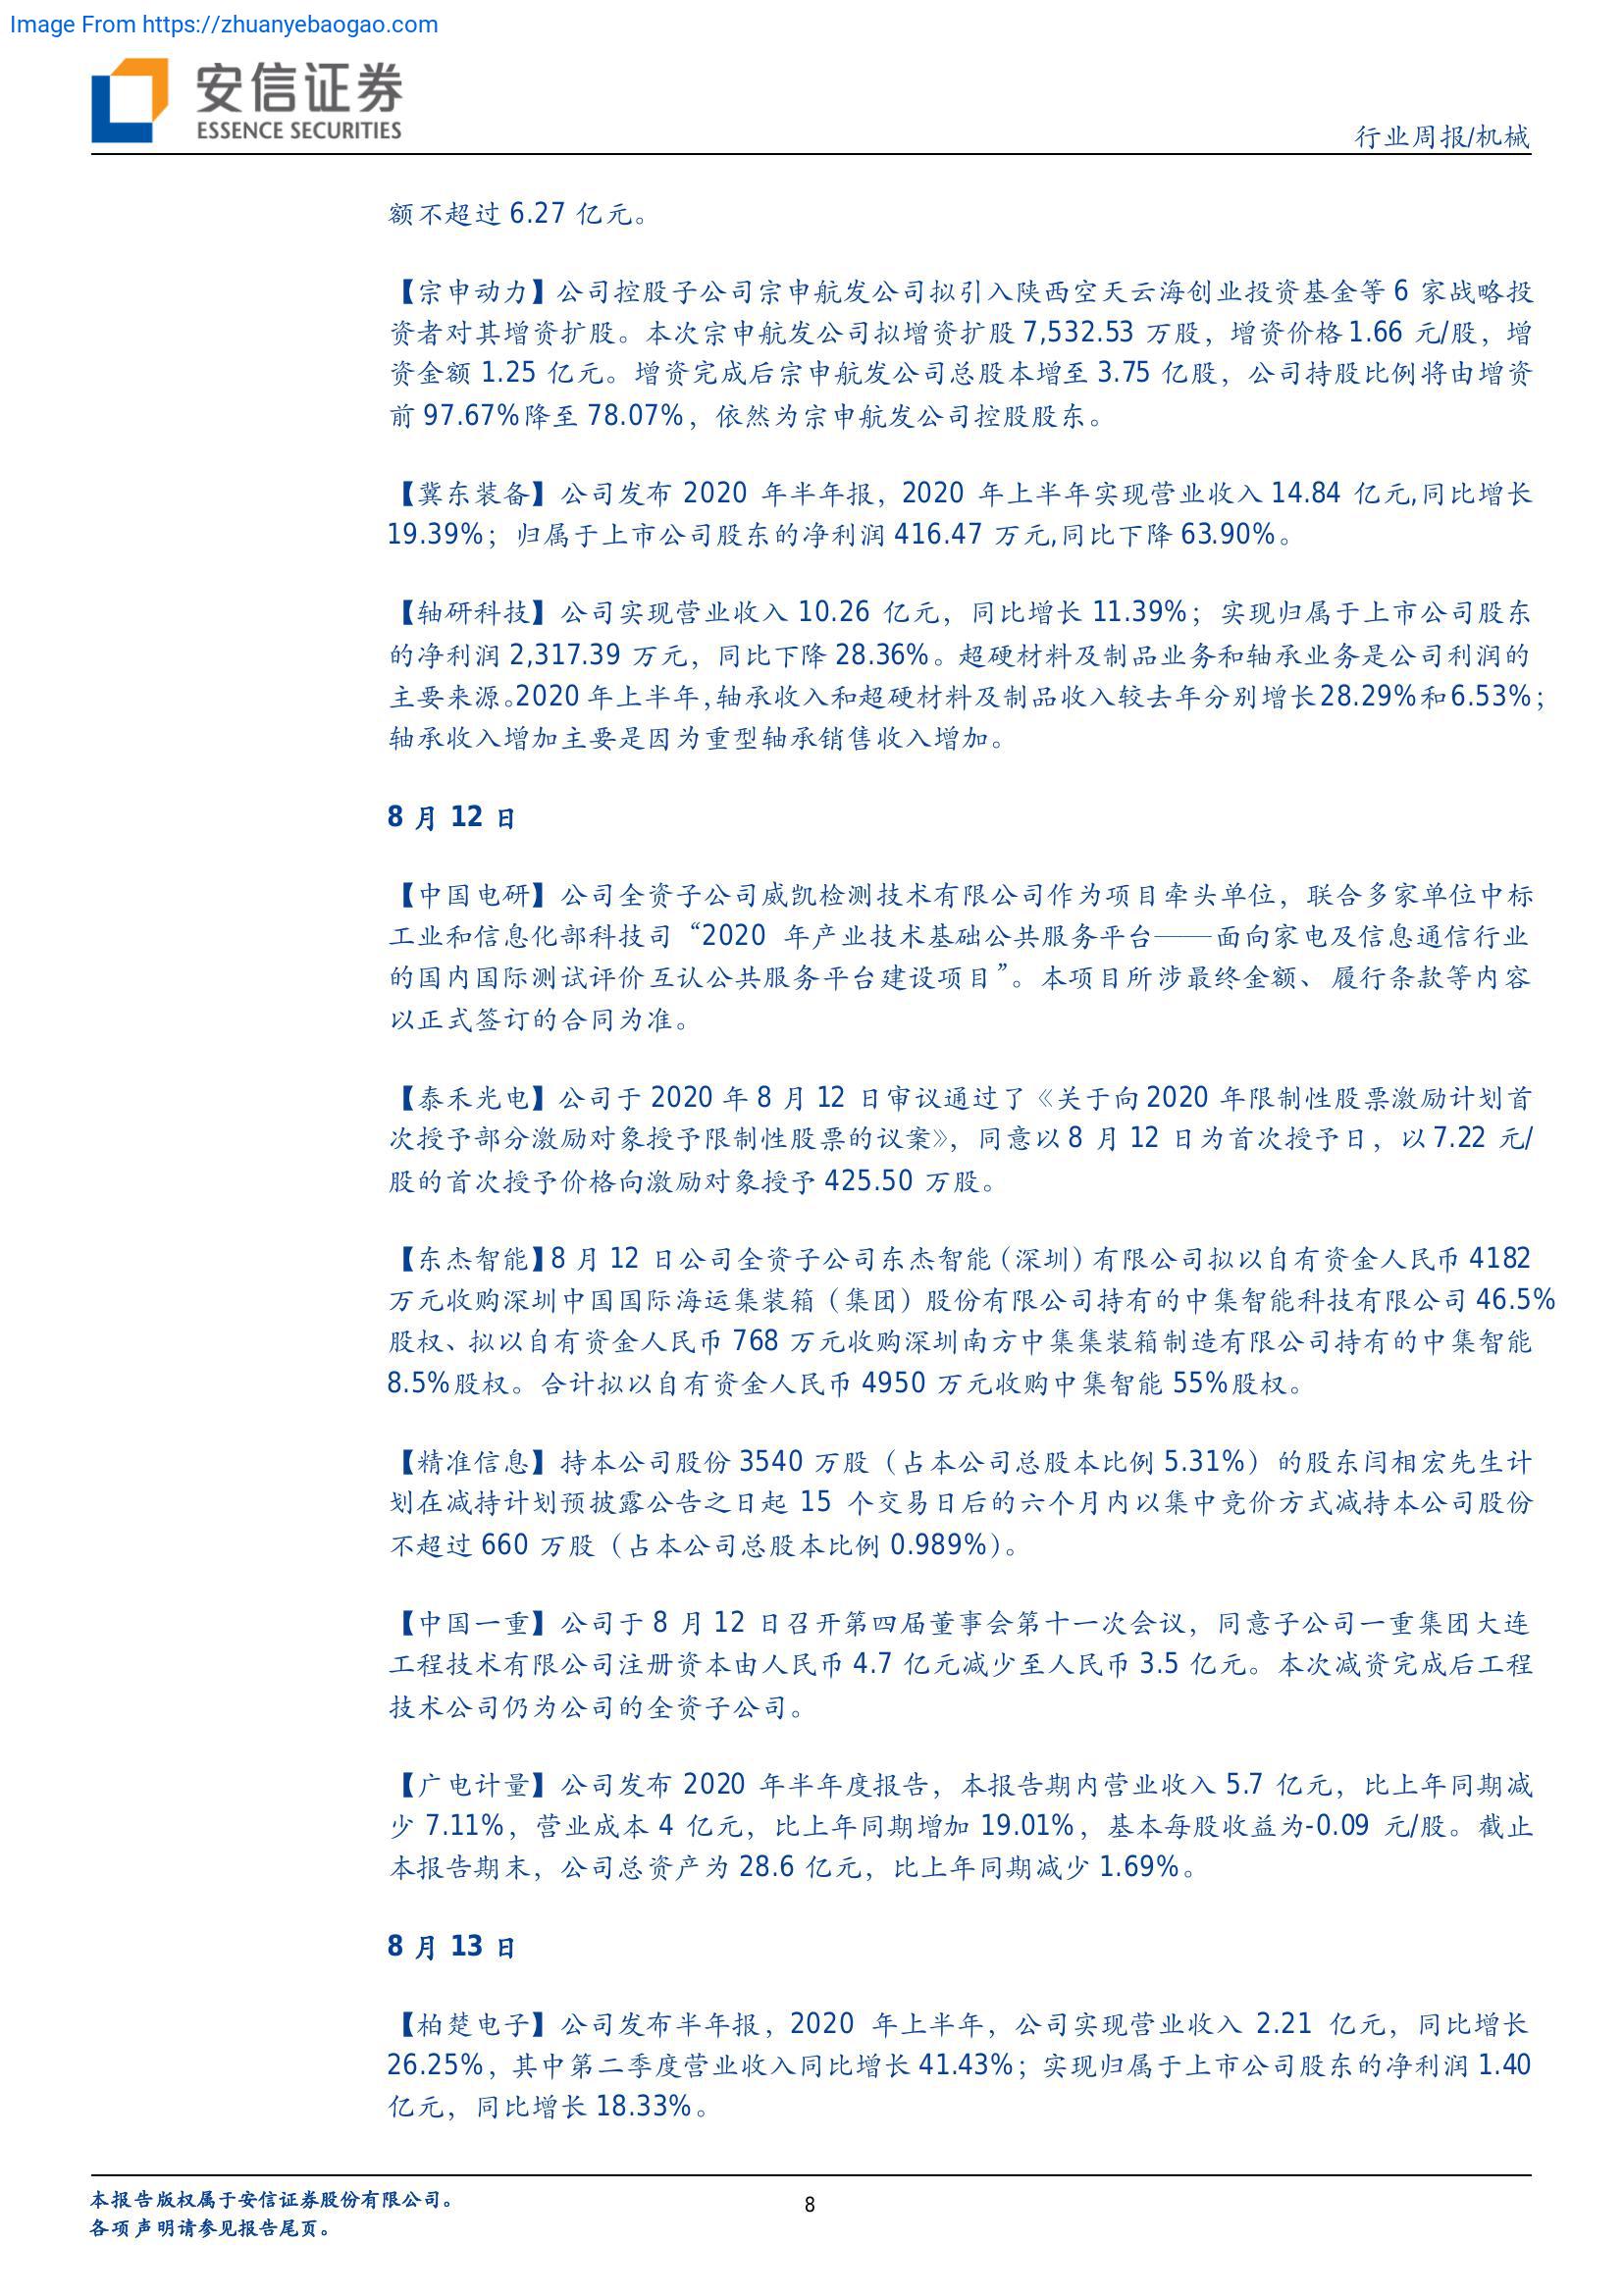 Image From https://zhuanyebaogao.com
安信证券
ESSENCE SECURITIES
行业周报/机械
额不超过 6.27 亿元。
【宗申动力】公司控股子公司宗申航发公司拟引入陕西空天云海创业投资基金等 6 家战略投
资者对其增资扩股。本次宗申航发公司拟增资扩股 7,532.53 万股，增资价格 1.66 元/股，增
资金额 1.25 亿元。增资完成后宗申航发公司总股本增至 3.75 亿股，公司持股比例将由增资
前 97.67%降至 78.07%，依然为宗申航发公司控股股东。
【冀东装备】公司发布 2020 年半年报，2020 年上半年实现营业收入 14.84 亿元,同比增长
19.39%；归属于上市公司股东的净利润 416.47 万元,同比下降 63.90%。
【轴研科技】公司实现营业收入 10.26 亿元，同比增长 11.39%；实现归属于上市公司股东
的净利润 2,317.39 万元，同比下降 28.36%。超硬材料及制品业务和轴承业务是公司利润的
主要来源。2020 年上半年,轴承收入和超硬材料及制品收入较去年分别增长 28.29%和 6.53%；
轴承收入增加主要是因为重型轴承销售收入增加。
8 月 12 日
【中国电研】公司全资子公司威凯检测技术有限公司作为项目牵头单位，联合多家单位中标
工业和信息化部科技司“2020 年产业技术基础公共服务平台——面向家电及信息通信行业
的国内国际测试评价互认公共服务平台建设项目”。本项目所涉最终金额、履行条款等内容
以正式签订的合同为准。
【泰禾光电】公司于 2020 年 8 月 12 日审议通过了《关于向 2020 年限制性股票激励计划首
次授予部分激励对象授予限制性股票的议案》，同意以 8 月 12 日为首次授予日，以 7.22 元/
股的首次授予价格向激励对象授予 425.50 万股。
【东杰智能】8 月 12 日公司全资子公司东杰智能（深圳）有限公司拟以自有资金人民币 4182
万元收购深圳中国国际海运集装箱（集团）股份有限公司持有的中集智能科技有限公司 46.5%
股权、拟以自有资金人民币 768 万元收购深圳南方中集集装箱制造有限公司持有的中集智能
8.5%股权。合计拟以自有资金人民币 4950 万元收购中集智能 55%股权。
【精准信息】持本公司股份 3540 万股（占本公司总股本比例 5.31%）的股东闫相宏先生计
划在减持计划预披露公告之日起 15 个交易日后的六个月内以集中竞价方式减持本公司股份
不超过 660 万股（占本公司总股本比例 0.989%）。
【中国一重】公司于 8 月 12 日召开第四届董事会第十一次会议，同意子公司一重集团大连
工程技术有限公司注册资本由人民币 4.7 亿元减少至人民币 3.5 亿元。本次减资完成后工程
技术公司仍为公司的全资子公司。
【广电计量】公司发布 2020 年半年度报告，本报告期内营业收入 5.7 亿元，比上年同期减
少 7.11%，营业成本 4 亿元，比上年同期增加 19.01%，基本每股收益为-0.09 元/股。截止
本报告期末，公司总资产为 28.6 亿元，比上年同期减少 1.69%。
8 月 13 日
【柏楚电子】公司发布半年报，2020 年上半年，公司实现营业收入 2.21 亿元，同比增长
26.25%，其中第二季度营业收入同比增长 41.43%；实现归属于上市公司股东的净利润 1.40
亿元，同比增长 18.33%。
本报告版权属于安信证券股份有限公司。
8
各项声明请参见报告尾页。